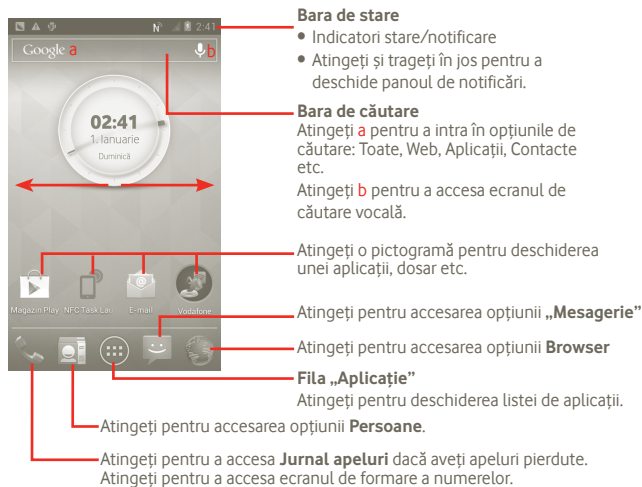 2:41
Google a
b
02:41
1. Ianuarie
Duminică
Magazin Play
NFC Task Lau
E-mail
Vodafone
Bara de stare
• Indicatori stare/notificare
• Atingeți și trageți în jos pentru a
deschide panoul de notificări.
Bara de căutare
Atingeți a pentru a intra în opțiunile de
căutare: Toate, Web, Aplicații, Contacte
etc.
Atingeți b pentru a accesa ecranul de
căutare vocală.
Atingeți o pictogramă pentru deschiderea
unei aplicații, dosar etc.
Atingeți pentru accesarea opțiunii „Mesagerie”
Atingeți pentru accesarea opțiunii Browser
Fila „Aplicație”
Atingeți pentru deschiderea listei de aplicații.
Atingeți pentru accesarea opțiunii Persoane.
Atingeți pentru a accesa Jurnal apeluri dacă aveți apeluri pierdute.
Atingeți pentru a accesa ecranul de formare a numerelor.